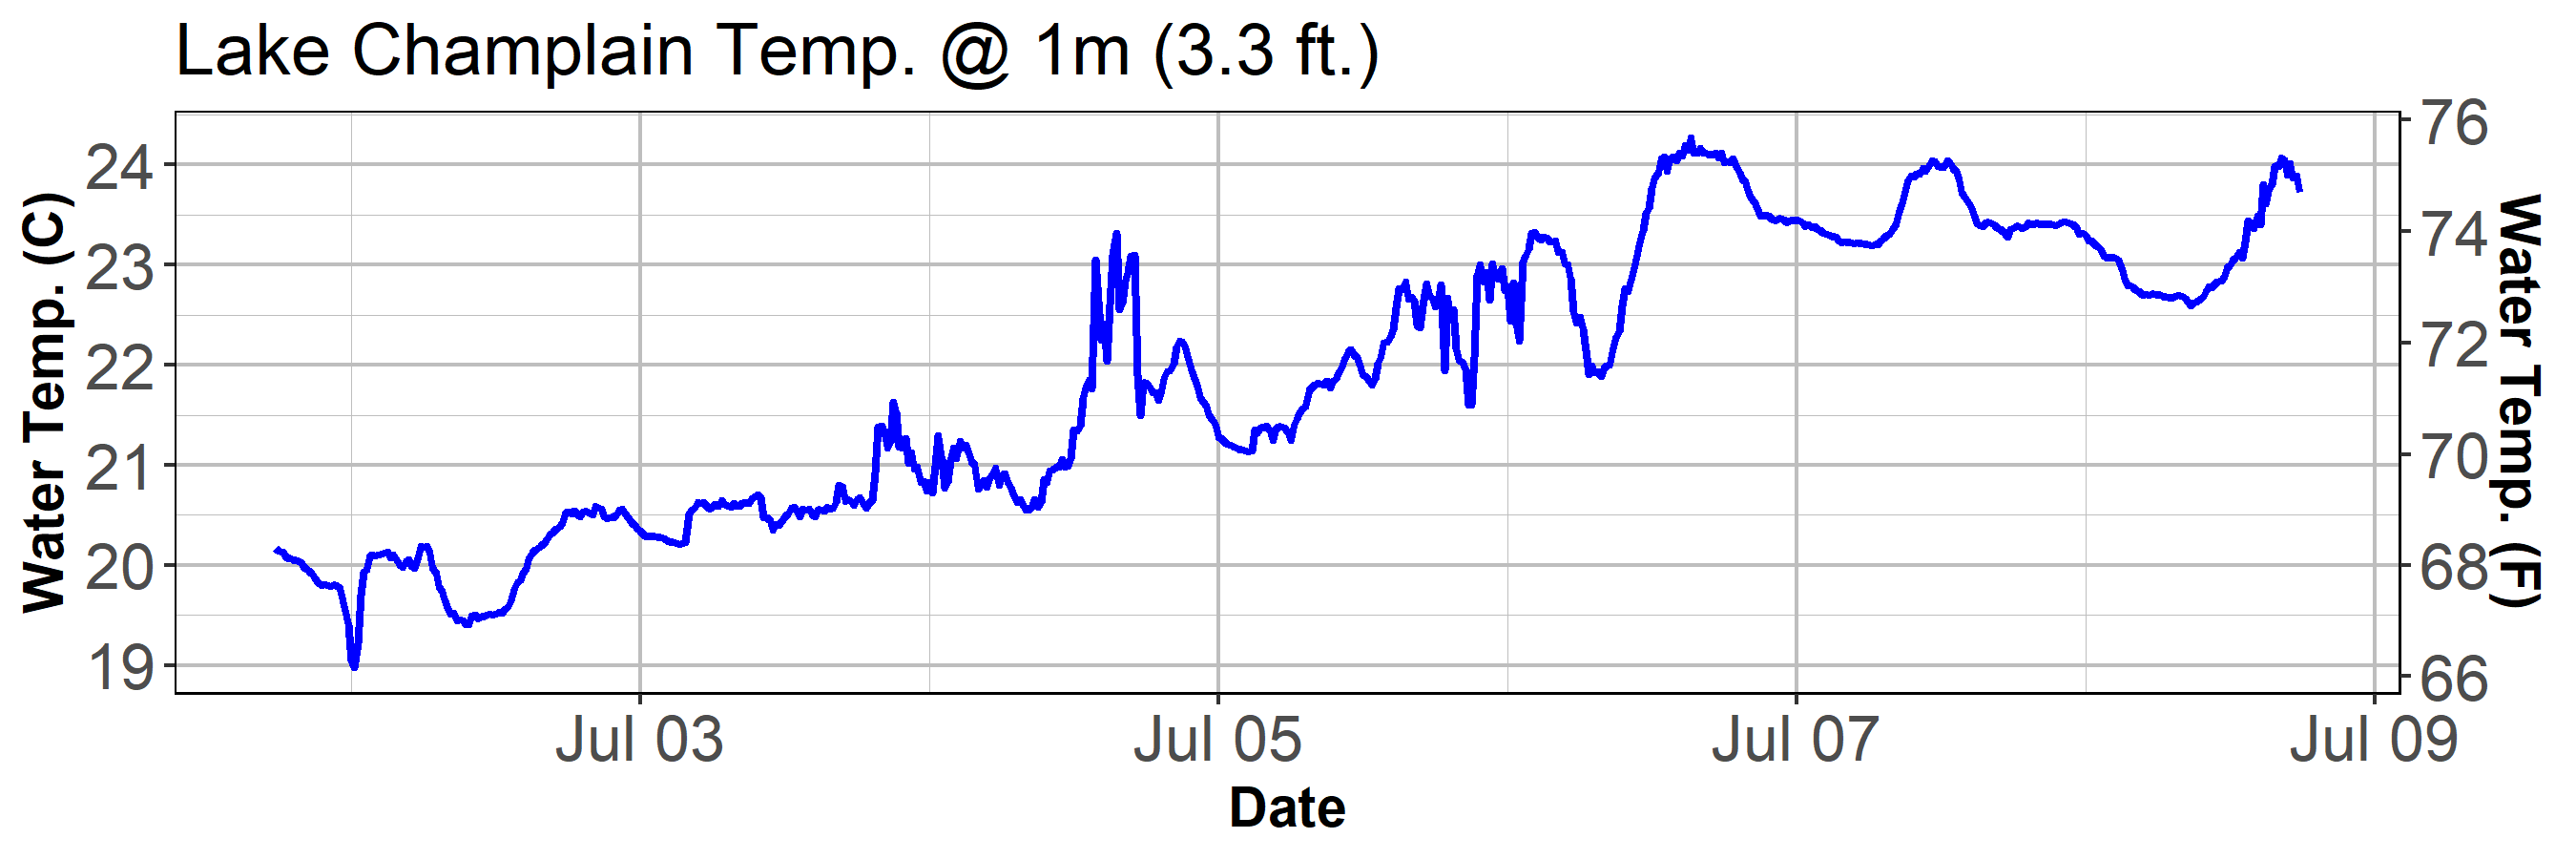 Lake Champlain Temp. @ 1m (3.3 ft.)
Water Temp. (C)
24
23
22
21
20
19
76
74
72
70
68
66
Water Temp. (F)
Jul 03
Jul 05
Jul 07
Jul 09
Date